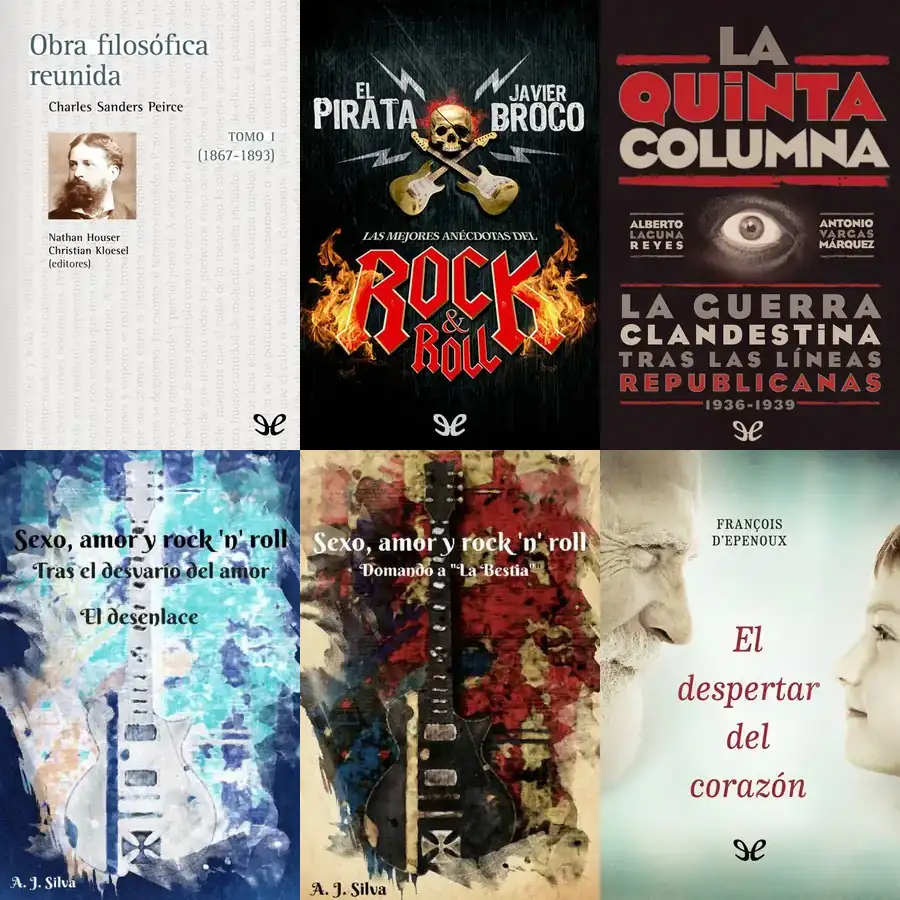 Obra filosófica
reunida
Charles Sanders Peirce
TOMO I
(1867-1893)
Nathan Houser
Christian Kloesel
(editores)
EL
PIRATA
JAVIER
BROCO
LAS MEJORES ANÉCDOTAS DEL
ROCK
&
ROLL
LA
QUINTA
COLUMNA
ALBERTO
LAGUNA
REYES
ANTONIO
VARGAS
MÁRQUEZ
LA GUERRA
CLANDESTINA
TRAS LAS LÍNEAS
REPUBLICANAS
1936-1939
Sexo, amor y rock 'n' roll
Tras el desvarío del amor
El desenlace
A. J. Silva
Sexo, amor y rock 'n' roll
Domando a "La Bestia"
A. J. Silva
FRANÇOIS
D'EPENOUX
El
despertar
del
corazón